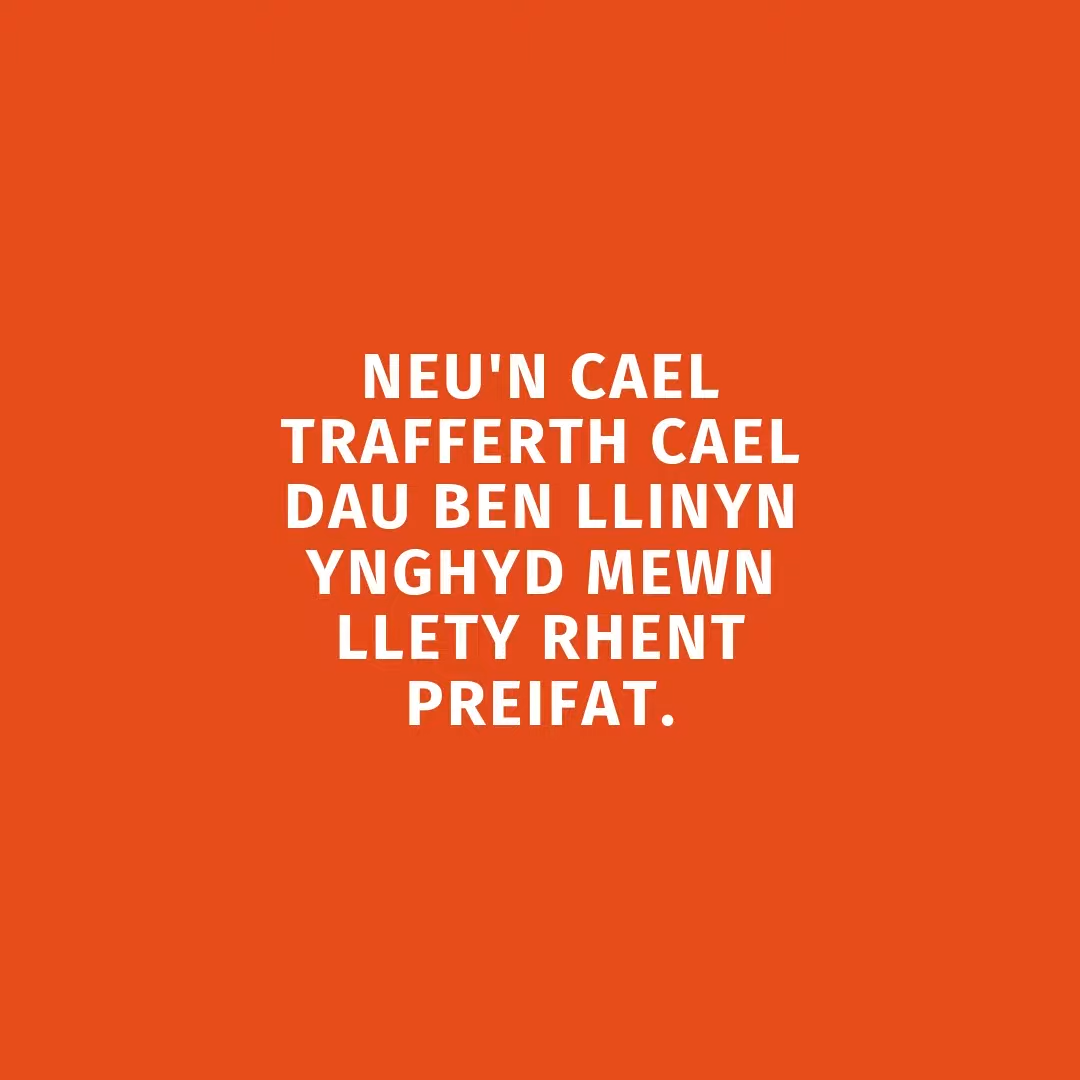 NEU'N CAEL
TRAFFERTH CAEL
DAU BEN LLINYN
YNGHYD MEWN
LLETY RHENT
PREIFAT.